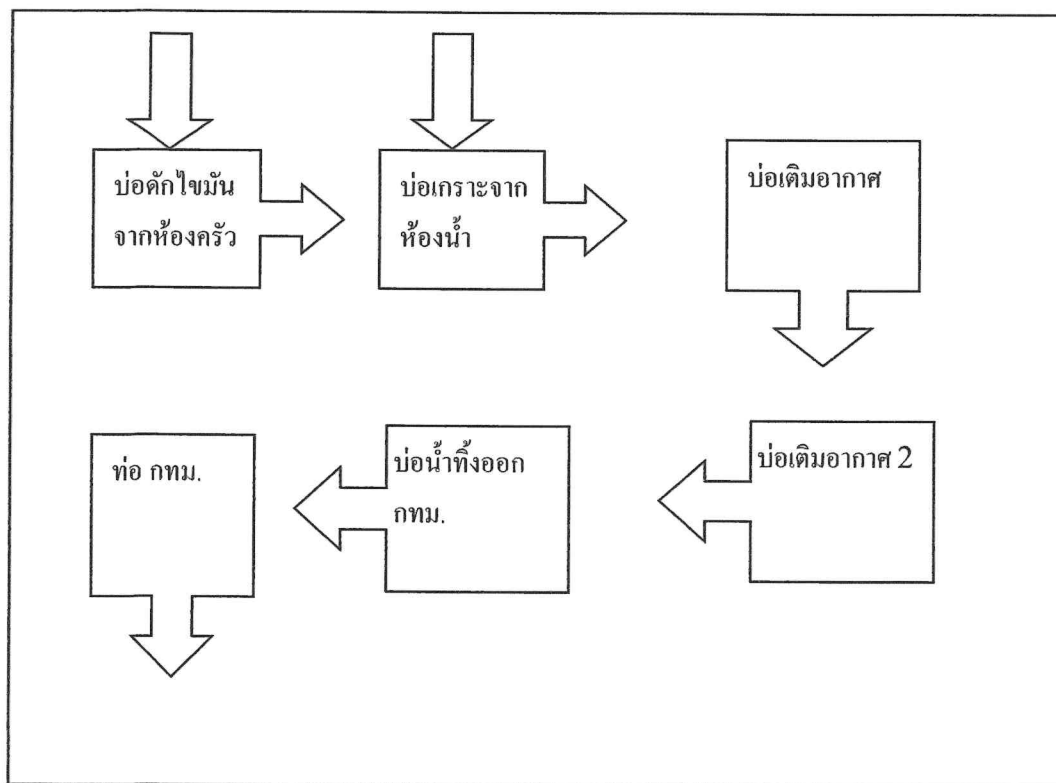 บ่อดักไขมัน
จากห้องครัว
บ่อเกราะจาก
ห้องน้ำ
บ่อเติมอากาศ
บ่อเติมอากาศ 2
บ่อน้ำทิ้งออก
กทม.
ท่อ กทม.